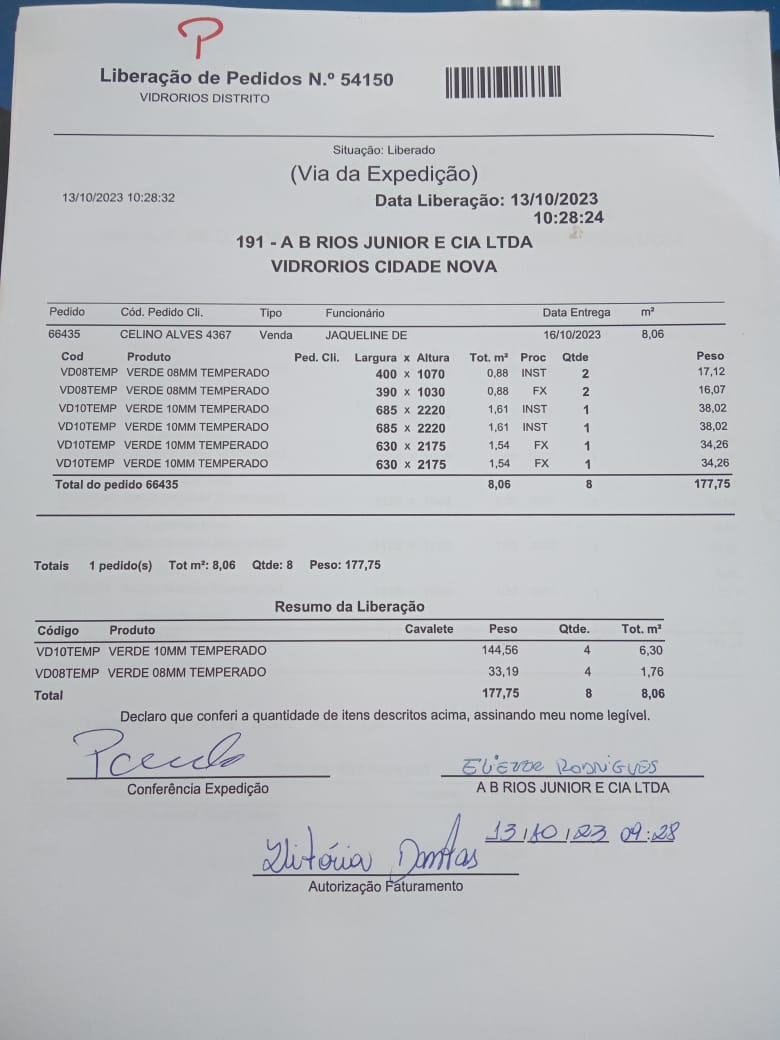 P
Liberação de Pedidos N.º 54150
VIDRORIOS DISTRITO
Situação: Liberado
(Via da Expedição)
13/10/2023 10:28:32 Data Liberação: 13/10/2023
10:28:24
191 - A B RIOS JUNIOR E CIA LTDA
VIDRORIOS CIDADE NOVA
Pedido Cód. Pedido Cli. Tipo Funcionário Data Entrega m²
66435 CELINO ALVES 4367 Venda JAQUELINE DE 16/10/2023 8,06
Cod Produto Ped. Cli. Largura x Altura Tot. m² Proc Qtde Peso
VD08TEMP VERDE 08MM TEMPERADO 400 x 1070 0,88 INST 2 17,12
VD08TEMP VERDE 08MM TEMPERADO 390 x 1030 0,88 FX 2 16,07
VD10TEMP VERDE 10MM TEMPERADO 685 x 2220 1,61 INST 1 38,02
VD10TEMP VERDE 10MM TEMPERADO 685 x 2220 1,61 INST 1 38,02
VD10TEMP VERDE 10MM TEMPERADO 630 x 2175 1,54 FX 1 34,26
VD10TEMP VERDE 10MM TEMPERADO 630 x 2175 1,54 FX 1 34,26
Total do pedido 66435 8,06 8 177,75
Totais 1 pedido(s) Tot m²: 8,06 Qtde: 8 Peso: 177,75
Resumo da Liberação
Código Produto Cavalete Peso Qtde. Tot. m²
VD10TEMP VERDE 10MM TEMPERADO 144,56 4 6,30
VD08TEMP VERDE 08MM TEMPERADO 33,19 4 1,76
Total 177,75 8 8,06
Declaro que conferi a quantidade de itens descritos acima, assinando meu nome legível.
ELIEZER RODRIGUES
Conferência Expedição A B RIOS JUNIOR E CIA LTDA
13/10/23 09:28
Vitória Dantas
Autorização Faturamento